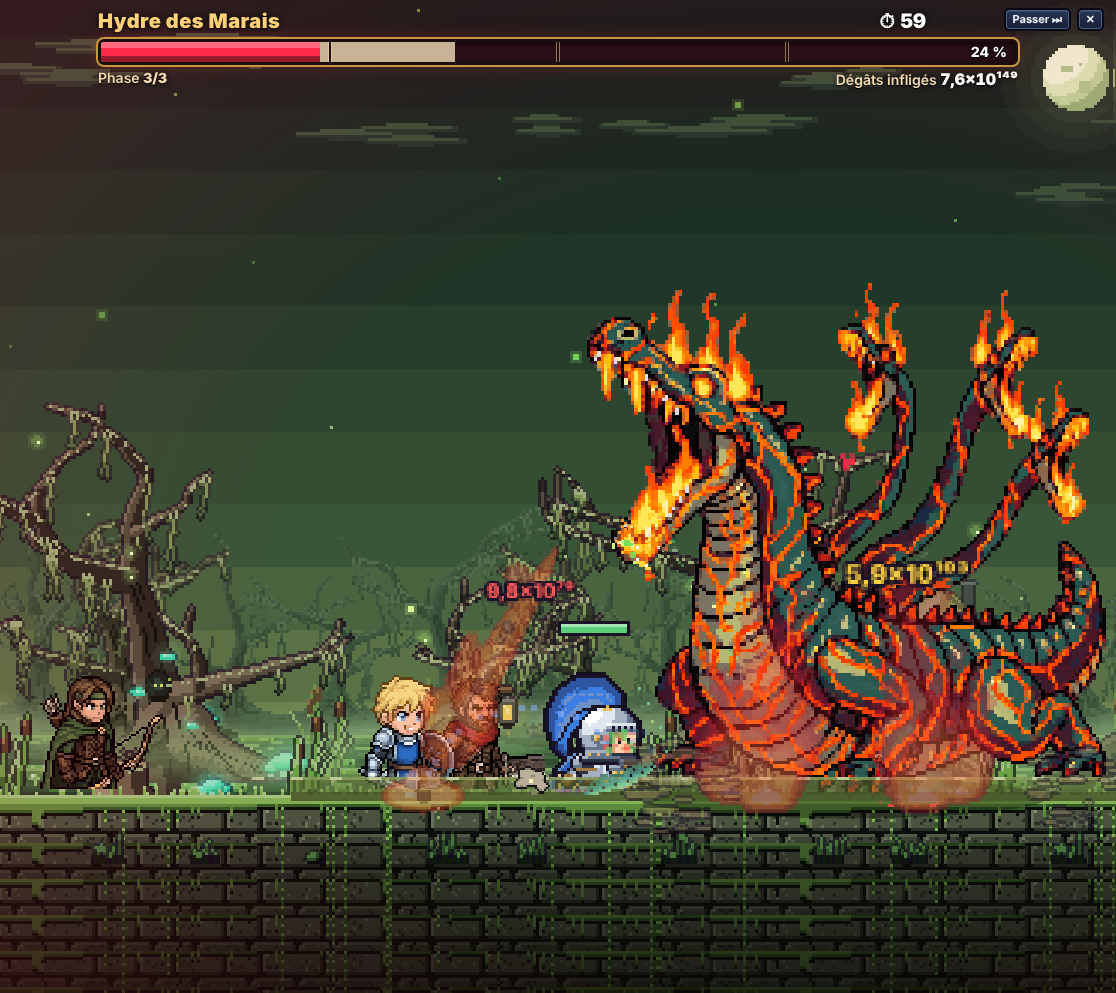 Hydre des Marais
⏱ 59
Passer ⏭
✕
24 %
Phase 3/3
Dégâts infligés 7,6×10¹⁴⁹
5,9×10¹⁰³